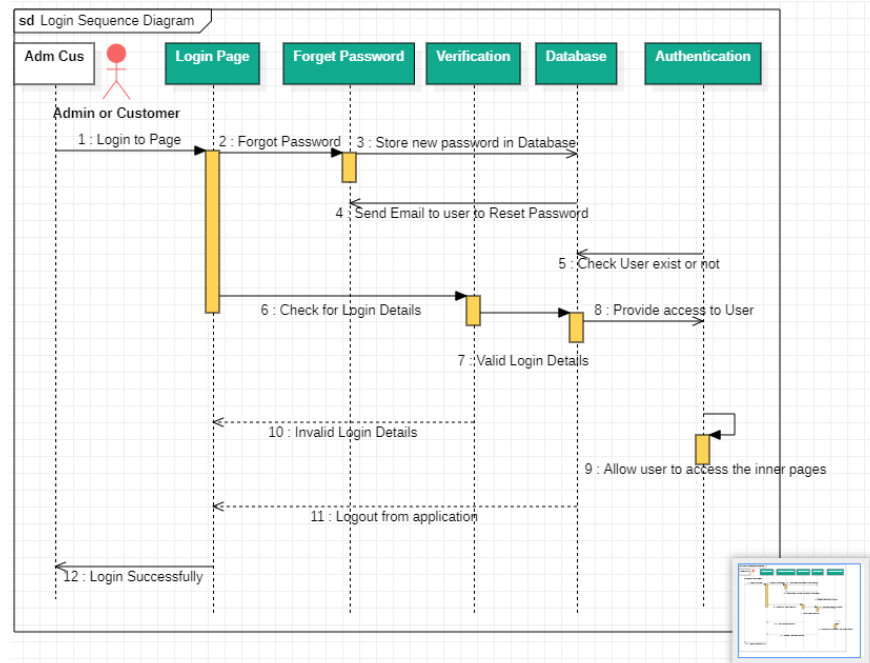 sd Login Sequence Diagram
Adm Cus
Login Page
Forget Password
Verification
Database
Authentication
Admin or Customer
1 : Login to Page
2 : Forgot Password
3 : Store new password in Database
4 : Send Email to user to Reset Password
5 : Check User exist or not
6 : Check for Login Details
8 : Provide access to User
7 : Valid Login Details
10 : Invalid Login Details
9 : Allow user to access the inner pages
11 : Logout from application
12 : Login Successfully